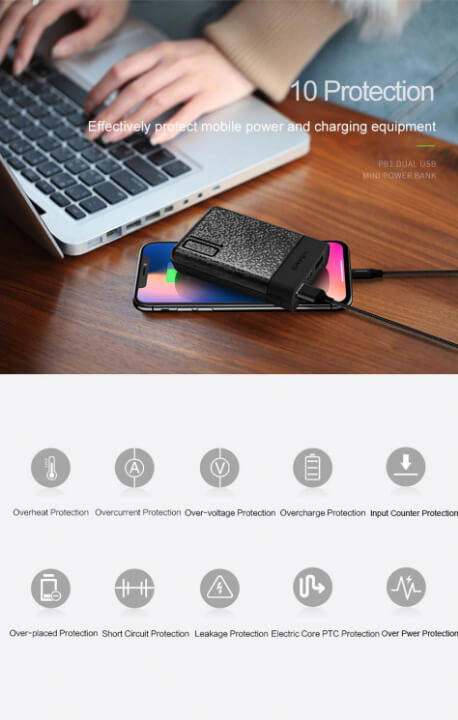 10 Protection
Effectively protect mobile power and charging equipment
PB1 DUAL USB
MINI POWER BANK
Overheat Protection Overcurrent Protection Over-voltage Protection Overcharge Protection Input Counter Protection
Over-placed Protection Short Circuit Protection Leakage Protection Electric Core PTC Protection Over Pwer Protection